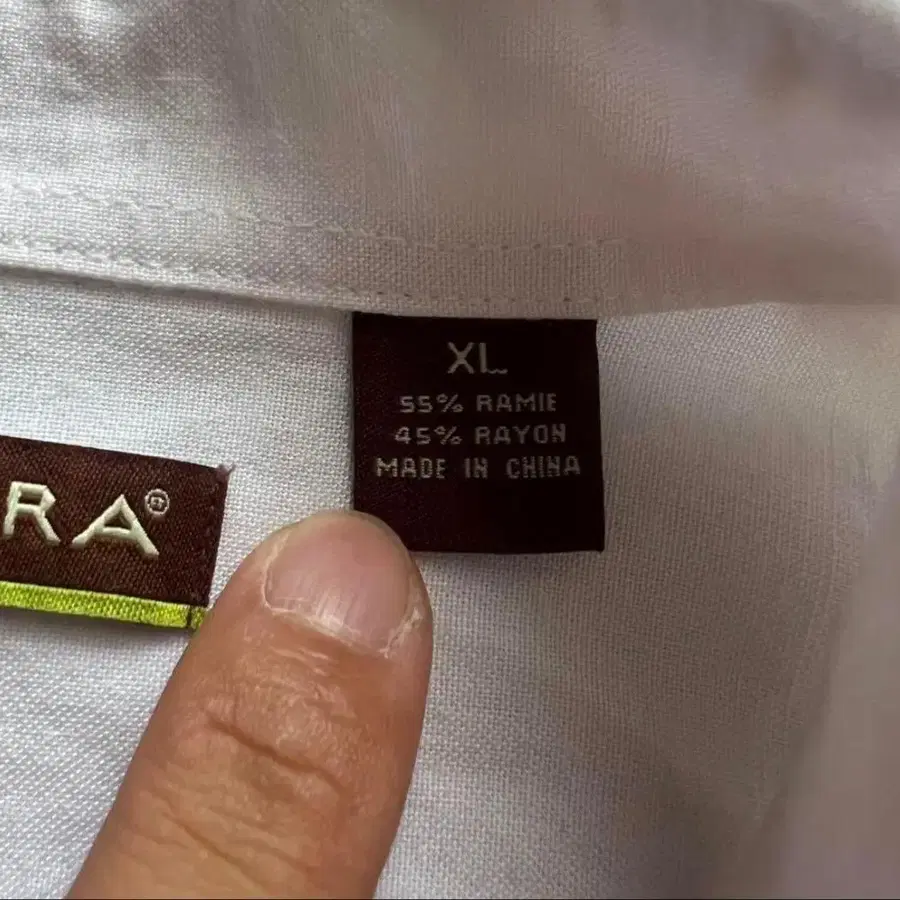 XL
55% RAMIE
45% RAYON
MADE IN CHINA
RA®